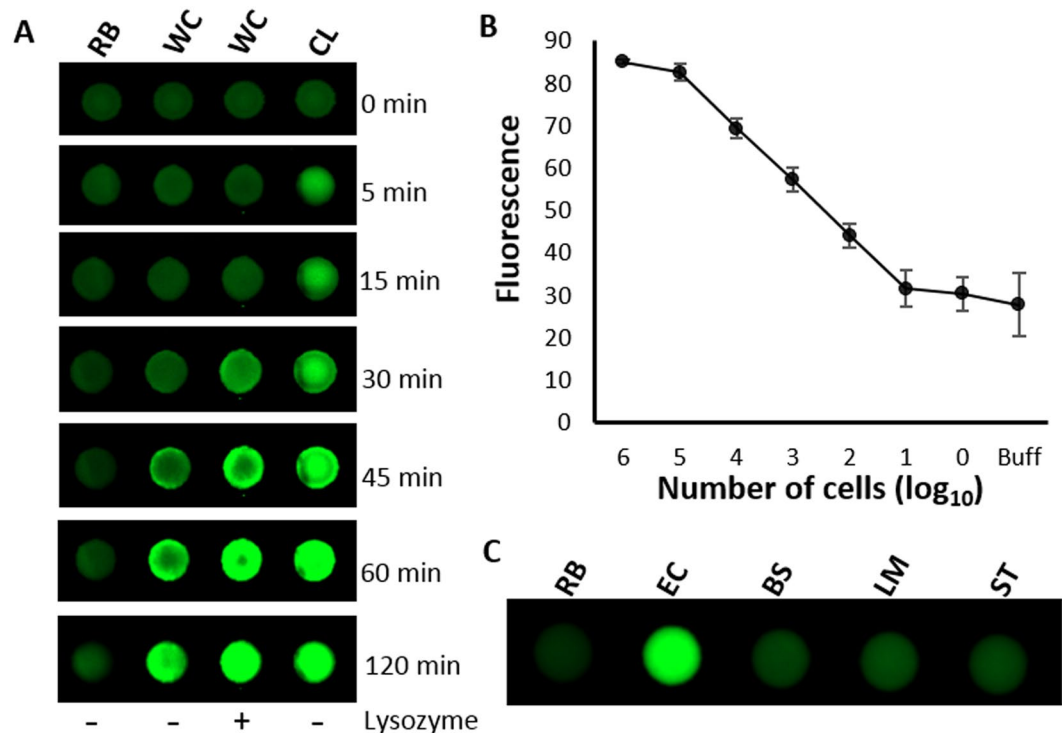 A
RB WC WC CL
0 min
5 min
15 min
30 min
45 min
60 min
120 min
- - + - Lysozyme
B
Fluorescence
90
80
70
60
50
40
30
20
10
0
6 5 4 3 2 1 0 Buff
Number of cells (log₁₀)
C
RB EC BS LM ST